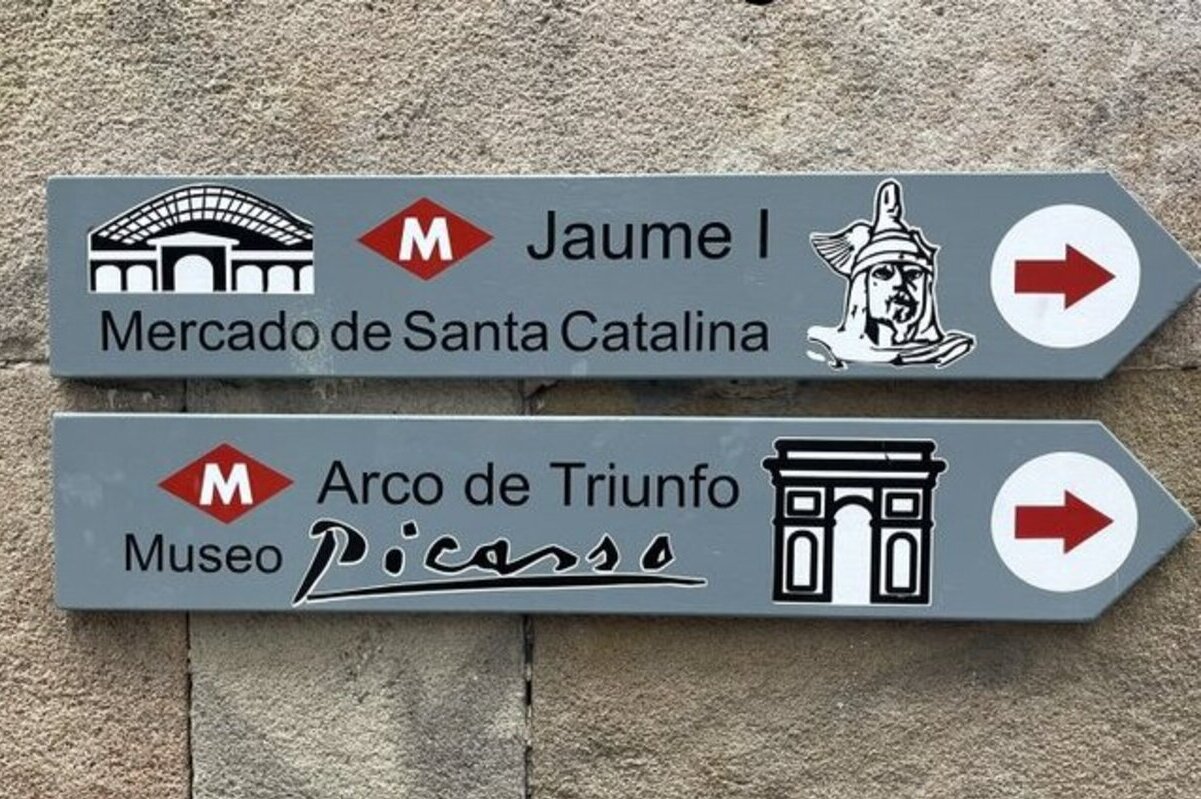 M Jaume I
Mercado de Santa Catalina
M Arco de Triunfo
Museo Picasso